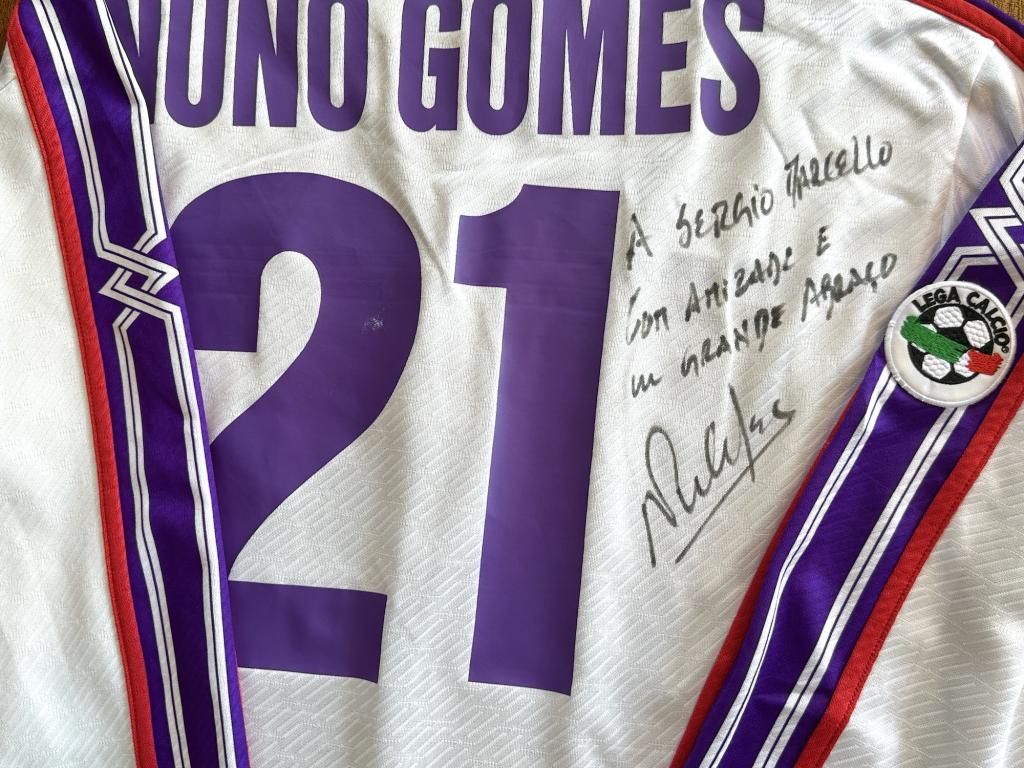 NUNO GOMES
21
A SERGIO MARCELLO
COM AMIZADE E
UM GRANDE ABRAÇO
LEGA CALCIO